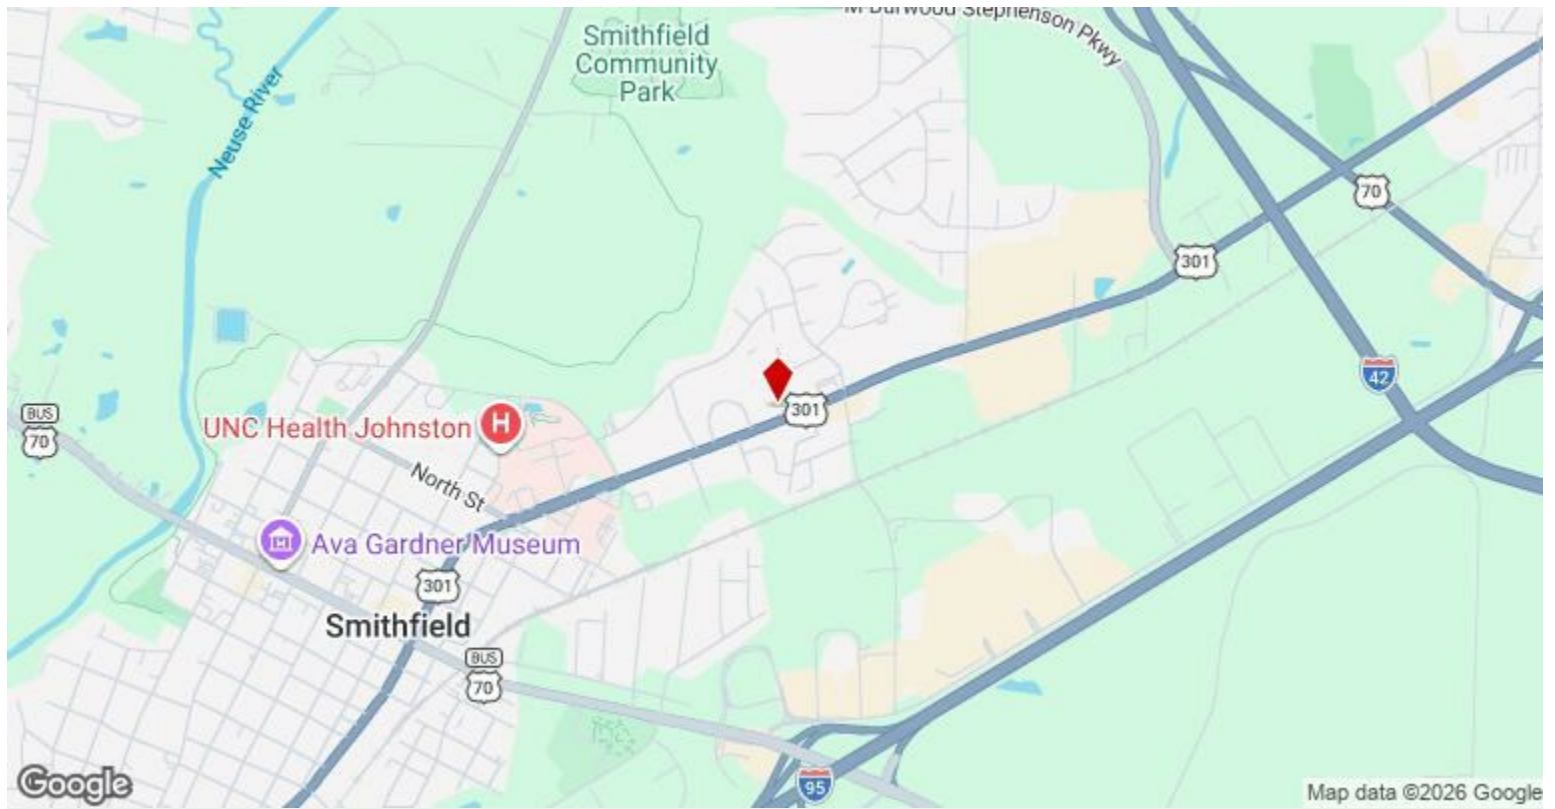 M Durwood Stephenson Pkwy
Smithfield
Community
Park
Neuse River
70
301
42
301
UNC Health Johnston
H
BUS
70
North St
Ava Gardner Museum
301
Smithfield
BUS
70
95
Google
Map data ©2026 Google